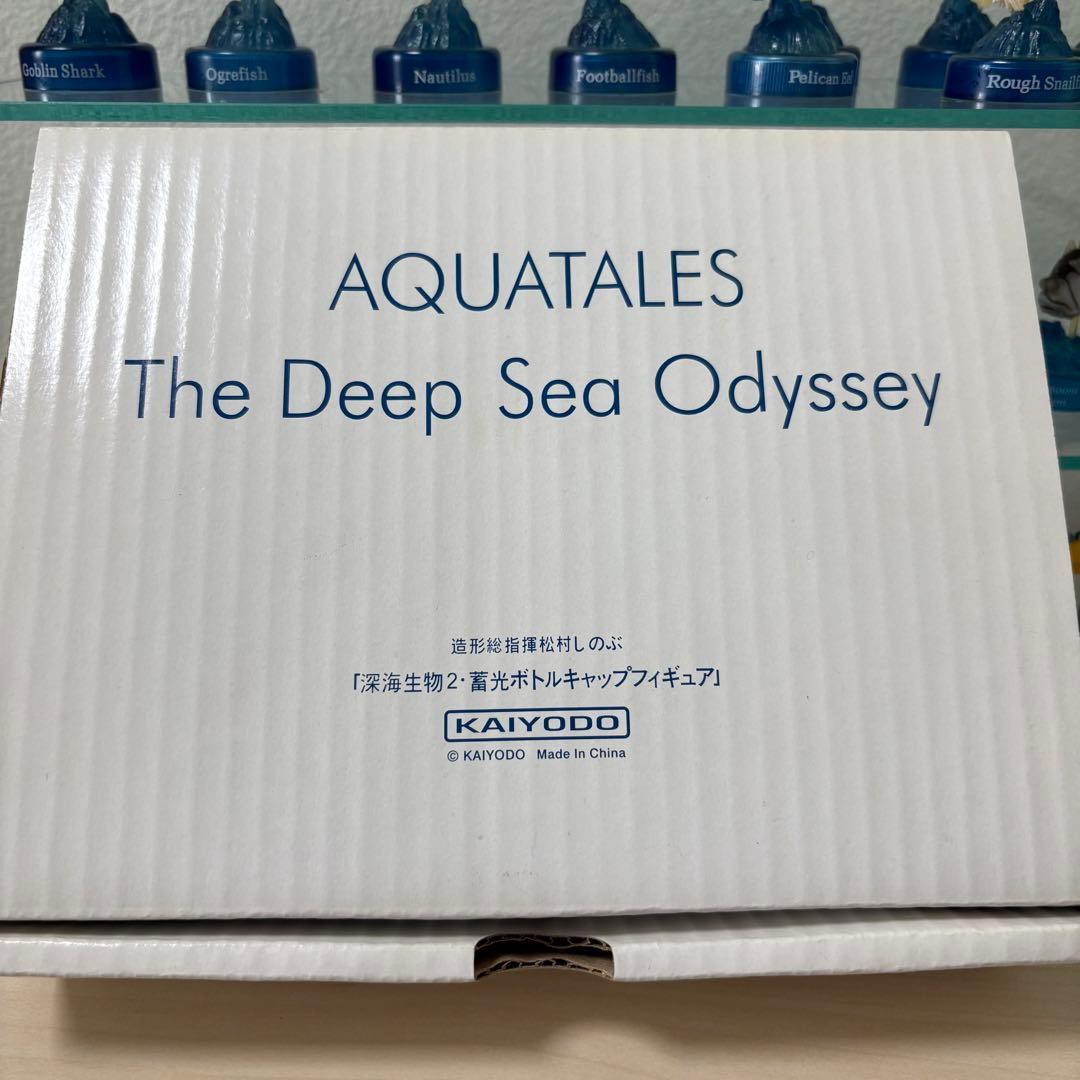 Goblin Shark
Ogrefish
Nautilus
Footballfish
Pelican Eel
Rough Snailfi
AQUATALES
The Deep Sea Odyssey
造形総指揮松村しのぶ
「深海生物2・蓄光ボトルキャップフィギュア」
KAIYODO
© KAIYODO Made In China